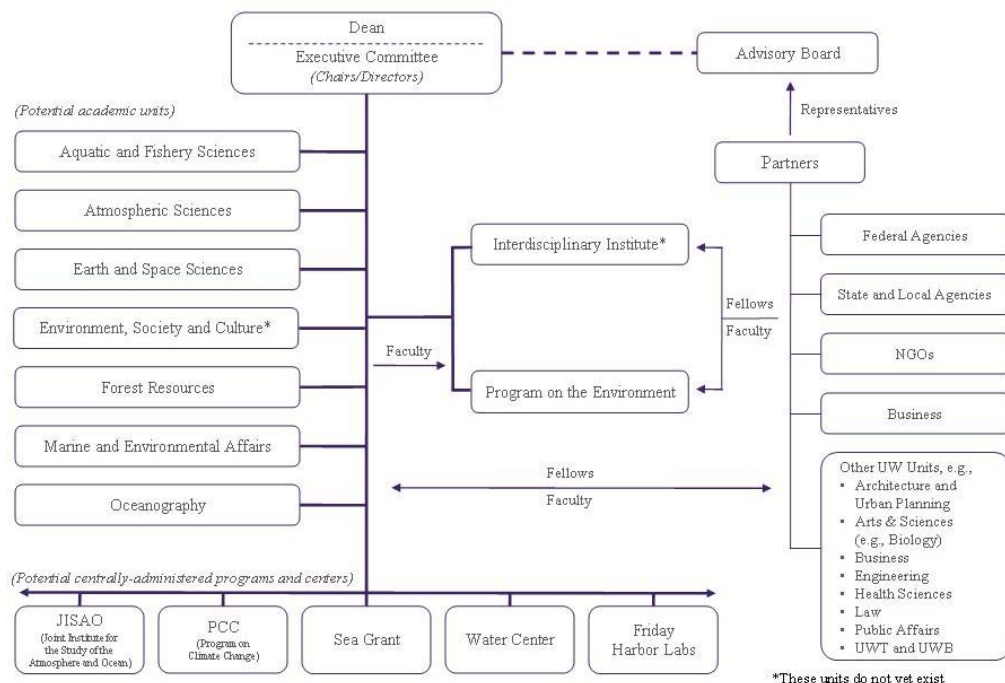 Dean
Executive Committee
(Chairs/Directors)
Advisory Board
Representatives
Partners
(Potential academic units)
Aquatic and Fishery Sciences
Atmospheric Sciences
Earth and Space Sciences
Environment, Society and Culture*
Forest Resources
Marine and Environmental Affairs
Oceanography
Faculty
Interdisciplinary Institute*
Program on the Environment
Fellows
Faculty
Fellows
Faculty
Federal Agencies
State and Local Agencies
NGOs
Business
Other UW Units, e.g.,
▪ Architecture and
Urban Planning
▪ Arts & Sciences
(e.g., Biology)
▪ Business
▪ Engineering
▪ Health Sciences
▪ Law
▪ Public Affairs
▪ UWT and UWB
(Potential centrally-administered programs and centers)
JISAO
(Joint Institute for
the Study of the
Atmosphere and Ocean)
PCC
(Program on
Climate Change)
Sea Grant
Water Center
Friday
Harbor Labs
*These units do not yet exist